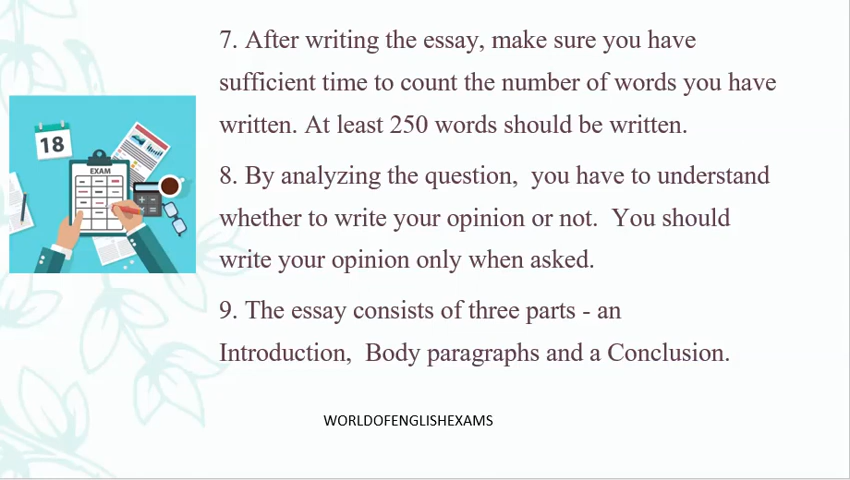 7. After writing the essay, make sure you have
sufficient time to count the number of words you have
written. At least 250 words should be written.
18
EXAM
8. By analyzing the question,  you have to understand
whether to write your opinion or not.  You should
write your opinion only when asked.
9. The essay consists of three parts - an
Introduction,  Body paragraphs and a Conclusion.
WORLDOFENGLISHEXAMS